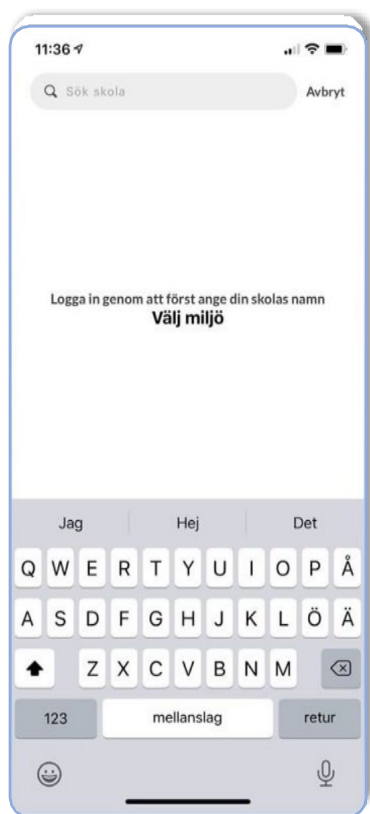 11:36
Sök skola
Avbryt
Logga in genom att först ange din skolas namn
Välj miljö
Jag Hej Det
Q W E R T Y U I O P Å
A S D F G H J K L Ö Ä
Z X C V B N M
123 mellanslag retur